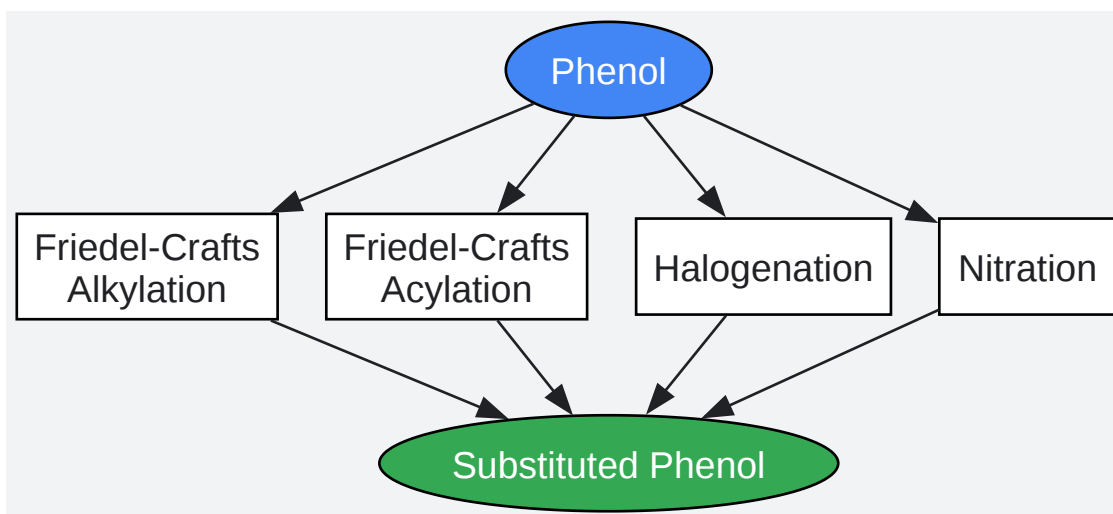 Phenol
Friedel-Crafts
Alkylation
Friedel-Crafts
Acylation
Halogenation
Nitration
Substituted Phenol